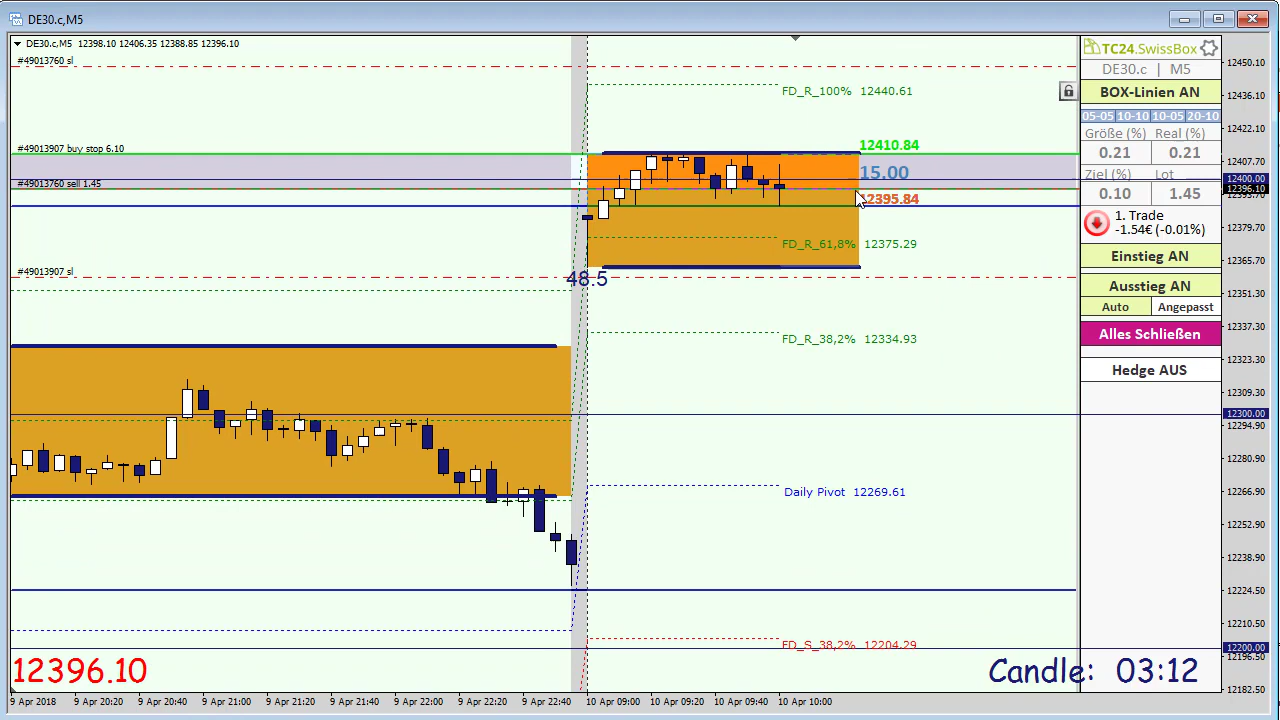 DE30.c,M5
DE30.c,M5 12398.10 12406.35 12388.85 12396.10
#49013760 sl
FD_R_100% 12440.61
12410.84
#49013907 buy stop 6.10
15.00
#49013760 sell 1.45
12395.84
FD_R_61,8% 12375.29
#49013907 sl
48.5
FD_R_38,2% 12334.93
Daily Pivot 12269.61
FD_S_38,2% 12204.29
12396.10
Candle: 03:12
TC24.SwissBox
DE30.c | M5
BOX-Linien AN
05-05 10-10 10-05 20-10
Größe (%) Real (%)
0.21 0.21
Ziel (%) Lot
0.10 1.45
1. Trade
-1.54€ (-0.01%)
Einstieg AN
Ausstieg AN
Auto Angepasst
Alles Schließen
Hedge AUS
12450.10
12436.10
12422.10
12407.70
12400.00
12396.10
12379.70
12365.70
12351.30
12337.30
12323.30
12309.30
12300.00
12294.90
12280.90
12266.90
12252.90
12238.90
12224.50
12210.50
12200.00
12196.50
12182.50
9 Apr 2018 9 Apr 20:20 9 Apr 20:40 9 Apr 21:00 9 Apr 21:20 9 Apr 21:40 9 Apr 22:00 9 Apr 22:20 9 Apr 22:40 10 Apr 09:00 10 Apr 09:20 10 Apr 09:40 10 Apr 10:00